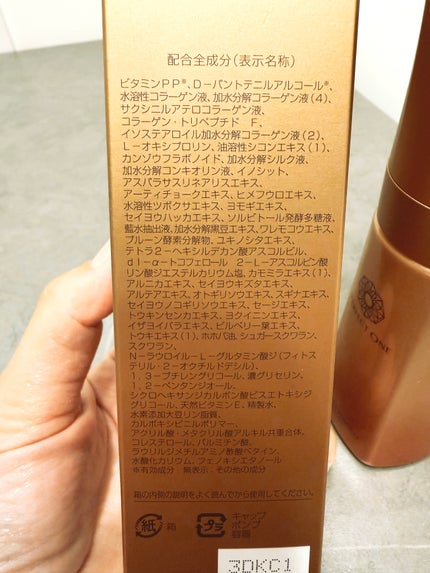 配合全成分(表示名称)
ビタミンPP※、D-パントテニルアルコール※、
水溶性コラーゲン液、加水分解コラーゲン液(4)、
サクシニルアテロコラーゲン液、
コラーゲン・トリペプチド F、
イソステアロイル加水分解コラーゲン液(2)、
L-オキシプロリン、油溶性シコンエキス(1)、
カンゾウフラボノイド、加水分解シルク液、
加水分解コンキオリン液、イノシット、
アスパラサスリネアリスエキス、
アーティチョークエキス、ヒメフウロエキス、
水溶性ツボクサエキス、ヨモギエキス、
セイヨウハッカエキス、ソルビトール発酵多糖液、
藍水抽出液、加水分解黒豆エキス、ワレモコウエキス、
プルーン酵素分解物、ユキノシタエキス、
テトラ2-ヘキシルデカン酸アスコルビル、
dl-α-トコフェロール 2-L-アスコルビン酸
リン酸ジエステルカリウム塩、カモミラエキス(1)、
アルニカエキス、セイヨウキズタエキス、
アルテアエキス、オトギリソウエキス、スギナエキス、
セイヨウノコギリソウエキス、セージエキス、
トウキンセンカエキス、ヨクイニンエキス、
イザヨイバラエキス、ビルベリー葉エキス、
トウキエキス(1)、ホホバ油、シュガースクワラン、
スクワラン、
N-ラウロイル-L-グルタミン酸ジ(フィトス
テリル・2-オクチルドデシル)、
1,3-ブチレングリコール、濃グリセリン、
1,2-ペンタンジオール、
シクロヘキサンジカルボン酸ビスエトキシジ
グリコール、天然ビタミンE、精製水、
水素添加大豆リン脂質、
カルボキシビニルポリマー、
アクリル酸・メタクリル酸アルキル共重合体、
コレステロール、パルミチン酸、
ラウリルジメチルアミノ酢酸ベタイン、
水酸化カリウム、フェノキシエタノール
※有効成分 無表示:その他の成分
箱の内側の説明をよく読んでから使用してください。
紙 箱
プラ
キャップ
ポンプ
容器
3DKC1
ECT ONE